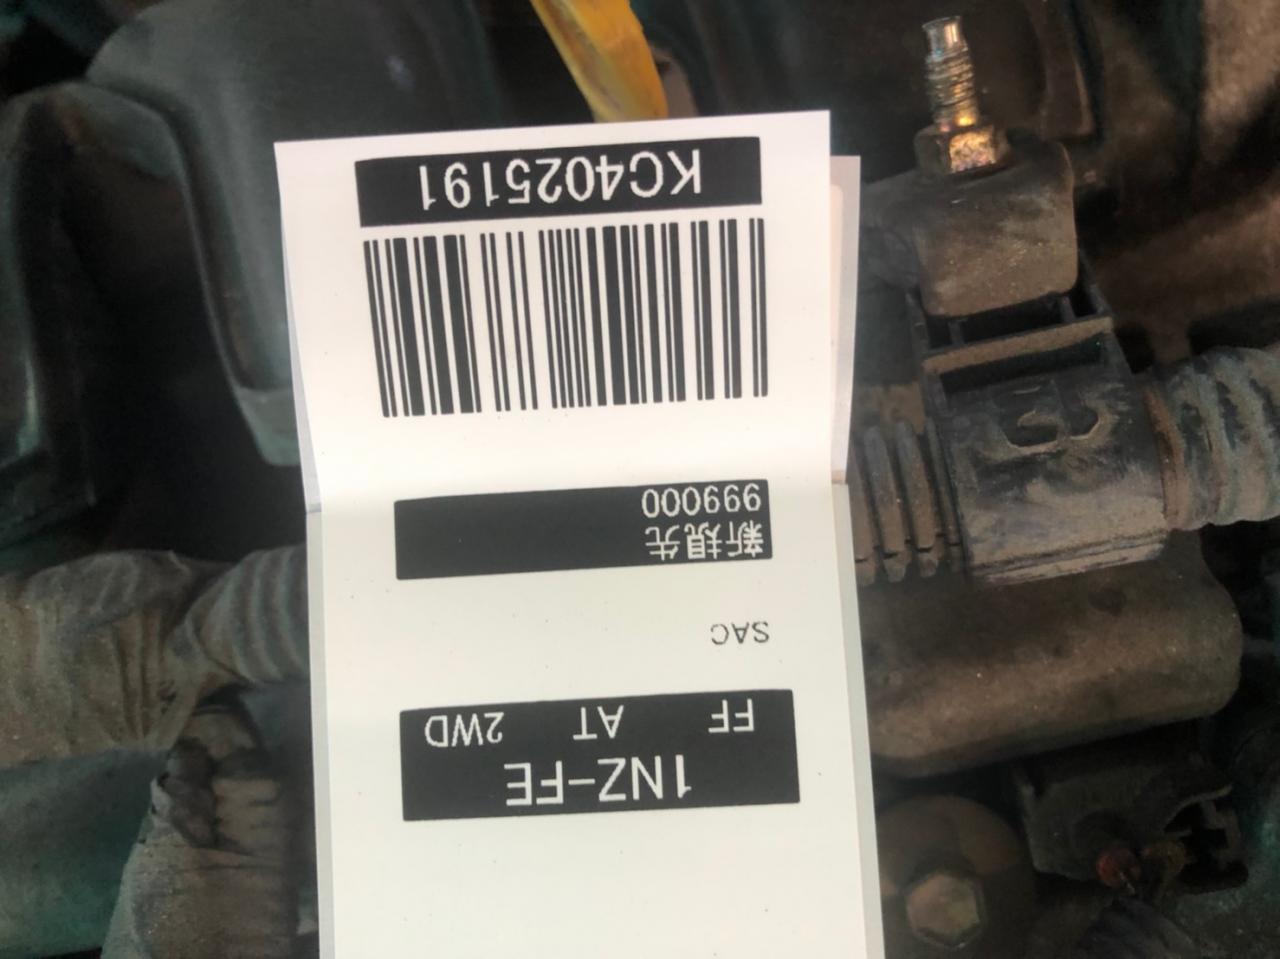 1NZ-FE
FF AT 2WD
SAC
新規先
999000
KC4025191